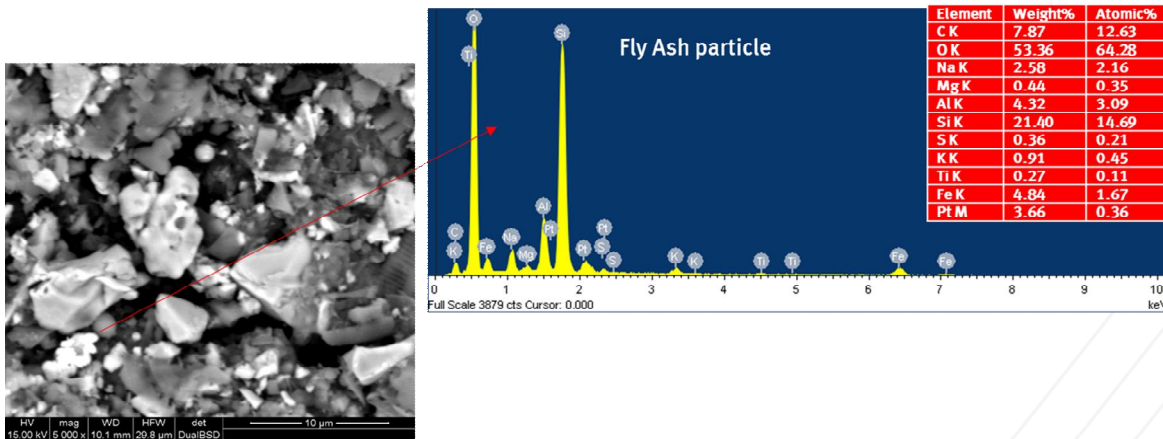 Fly Ash particle
O
Ti
Si
C
K
Fe
Na
Mg
Al
Pt
Pt
Pt
S
S
K
K
Ti
Ti
Fe
Fe
0 1 2 3 4 5 6 7 8 9 10
Full Scale 3879 cts Cursor: 0.000 keV
Element Weight% Atomic%
C K 7.87 12.63
O K 53.36 64.28
Na K 2.58 2.16
Mg K 0.44 0.35
Al K 4.32 3.09
Si K 21.40 14.69
S K 0.36 0.21
K K 0.91 0.45
Ti K 0.27 0.11
Fe K 4.84 1.67
Pt M 3.66 0.36
HV mag WD HFW det
15.00 kV 5 000 x 10.1 mm 29.8 µm DualBSD
10 µm